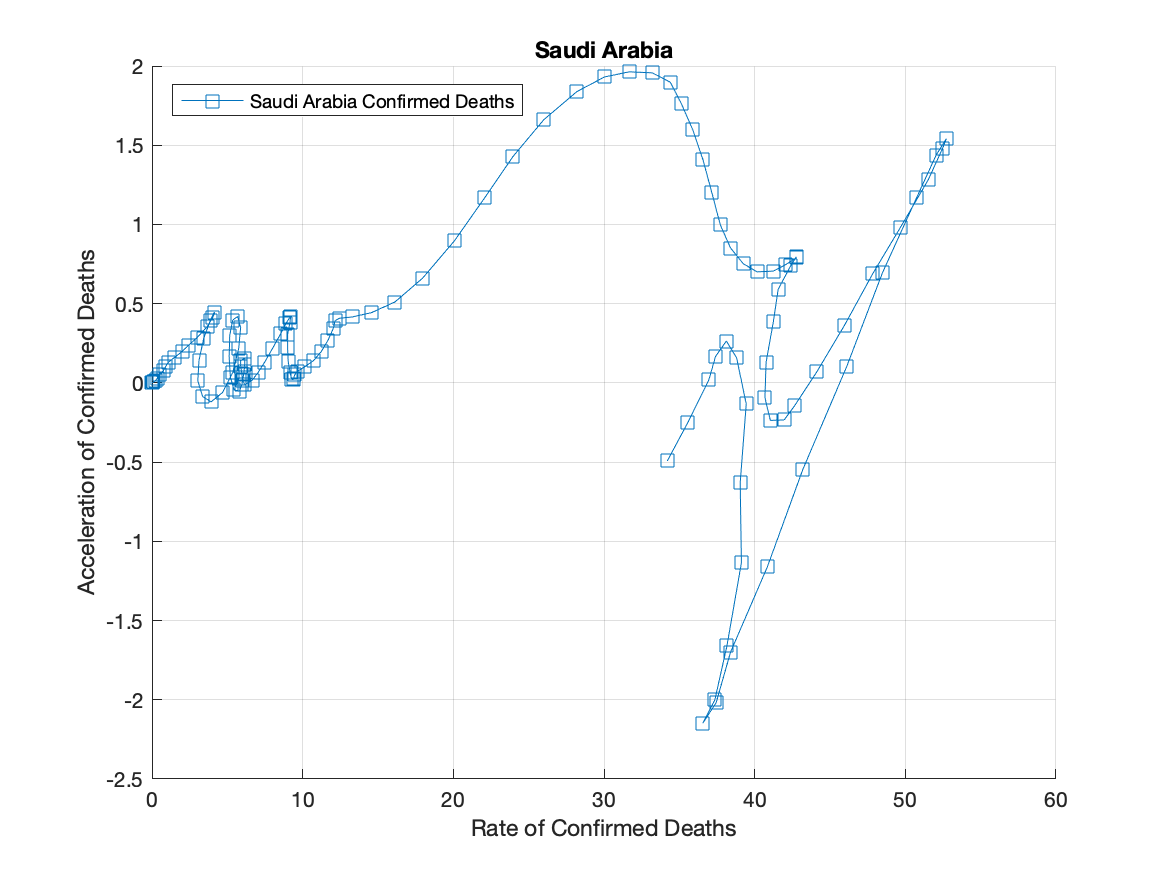 Saudi Arabia
Saudi Arabia Confirmed Deaths
2
1.5
1
0.5
0
-0.5
-1
-1.5
-2
-2.5
Acceleration of Confirmed Deaths
0 10 20 30 40 50 60
Rate of Confirmed Deaths